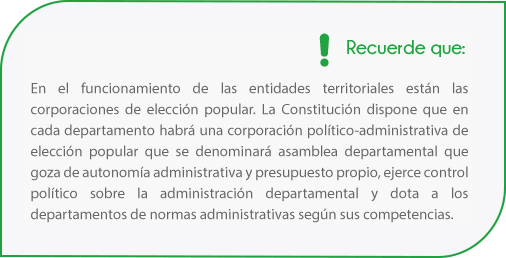 ! Recuerde que:
En el funcionamiento de las entidades territoriales están las
corporaciones de elección popular. La Constitución dispone que en
cada departamento habrá una corporación político-administrativa de
elección popular que se denominará asamblea departamental que
goza de autonomía administrativa y presupuesto propio, ejerce control
político sobre la administración departamental y dota a los
departamentos de normas administrativas según sus competencias.